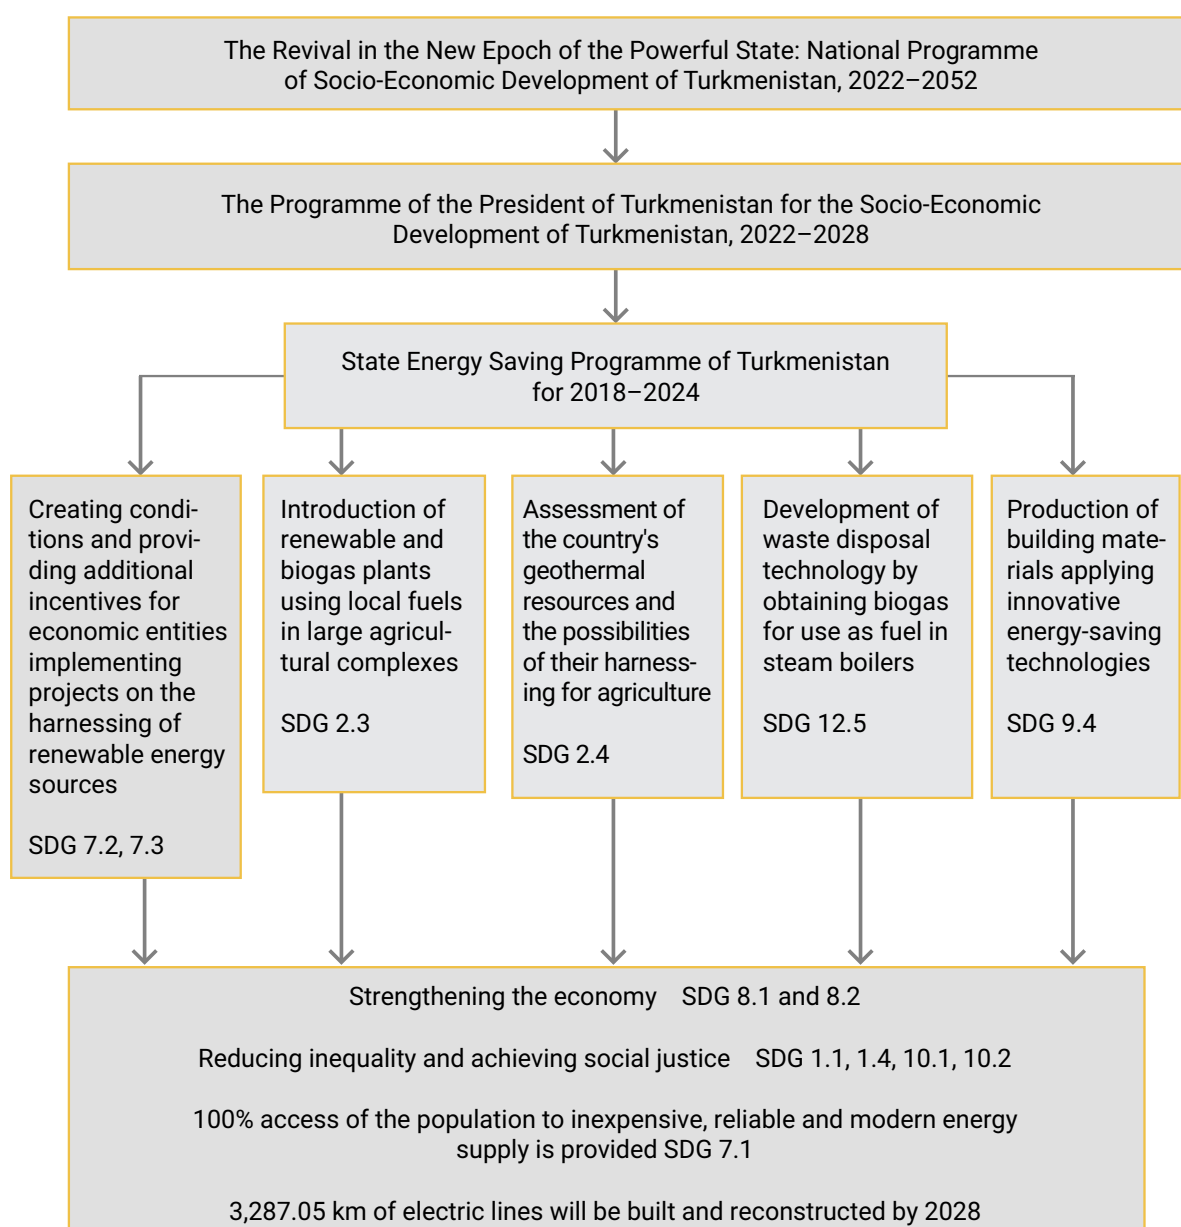 The Revival in the New Epoch of the Powerful State: National Programme
of Socio-Economic Development of Turkmenistan, 2022–2052
The Programme of the President of Turkmenistan for the Socio-Economic
Development of Turkmenistan, 2022–2028
State Energy Saving Programme of Turkmenistan
for 2018–2024
Creating condi-
tions and provi-
ding additional
incentives for
economic entities
implementing
projects on the
harnessing of
renewable energy
sources
SDG 7.2, 7.3
Introduction of
renewable and
biogas plants
using local fuels
in large agricul-
tural complexes
SDG 2.3
Assessment of
the country's
geothermal
resources and
the possibilities
of their harness-
ing for agriculture
SDG 2.4
Development of
waste disposal
technology by
obtaining biogas
for use as fuel in
steam boilers
SDG 12.5
Production of
building mate-
rials applying
innovative
energy-saving
technologies
SDG 9.4
Strengthening the economy SDG 8.1 and 8.2
Reducing inequality and achieving social justice SDG 1.1, 1.4, 10.1, 10.2
100% access of the population to inexpensive, reliable and modern energy
supply is provided SDG 7.1
3,287.05 km of electric lines will be built and reconstructed by 2028